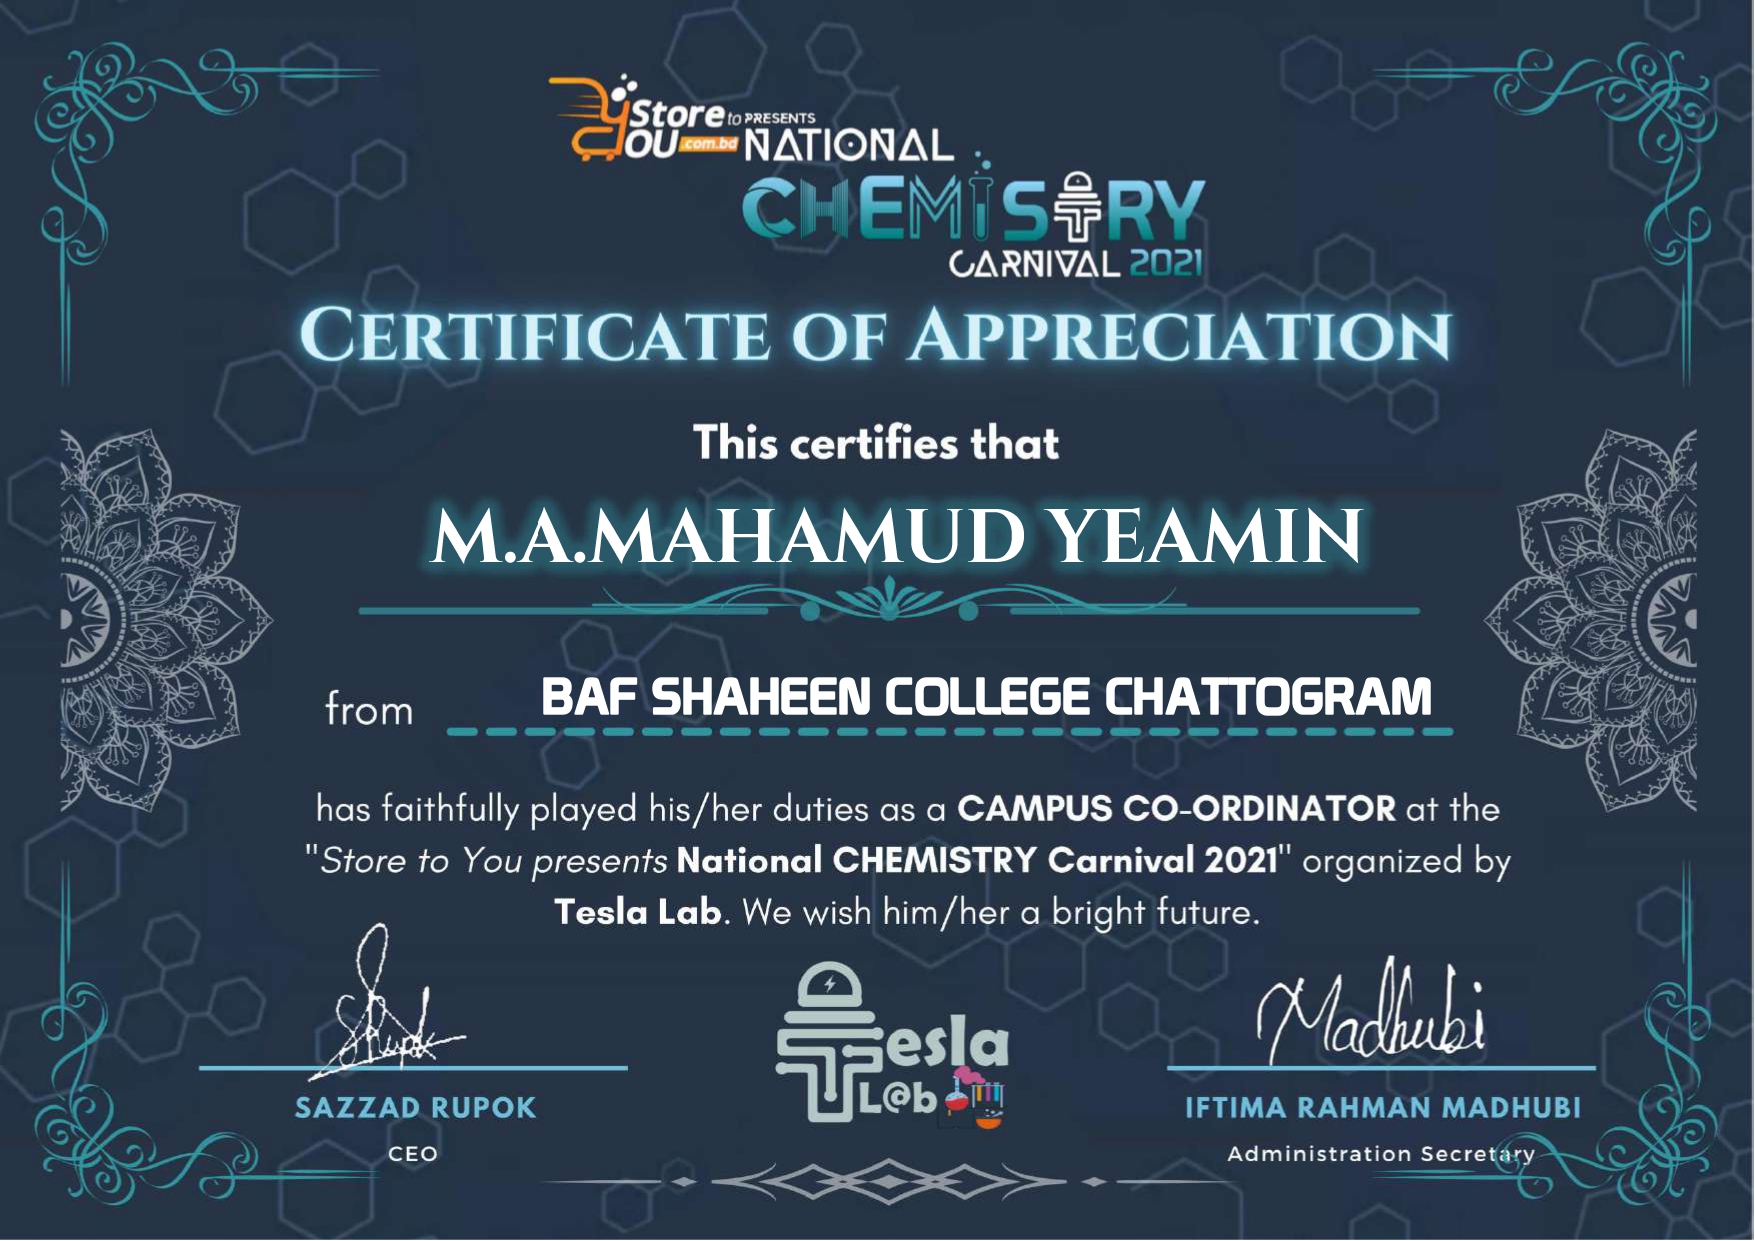 Store to PRESENTS
YOU.com.bd NATIONAL
CHEMISTRY
CARNIVAL 2021
CERTIFICATE OF APPRECIATION
This certifies that
M.A.MAHAMUD YEAMIN
from BAF SHAHEEN COLLEGE CHATTOGRAM
has faithfully played his/her duties as a CAMPUS CO-ORDINATOR at the
"Store to You presents National CHEMISTRY Carnival 2021" organized by
Tesla Lab. We wish him/her a bright future.
Rupok
Madhubi
Tesla
L@b
SAZZAD RUPOK
CEO
IFTIMA RAHMAN MADHUBI
Administration Secretary